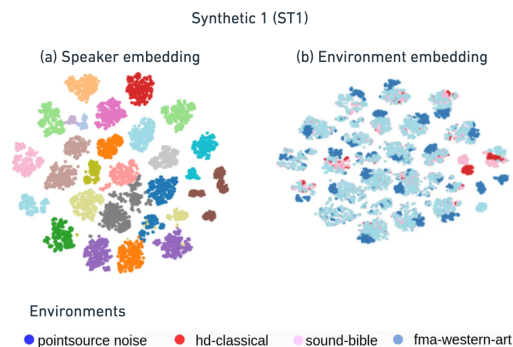 Synthetic 1 (ST1)
(a) Speaker embedding
(b) Environment embedding
Environments
pointsource noise
hd-classical
sound-bible
fma-western-art